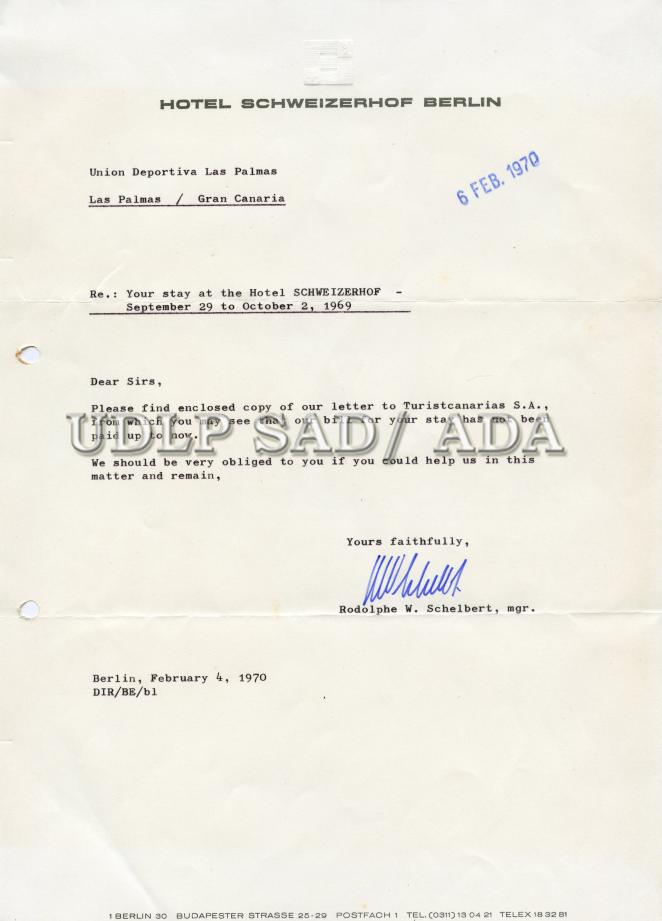 HOTEL SCHWEIZERHOF BERLIN
Union Deportiva Las Palmas
6 FEB. 1970
Las Palmas / Gran Canaria
Re.: Your stay at the Hotel SCHWEIZERHOF -
September 29 to October 2, 1969
Dear Sirs,
Please find enclosed copy of our letter to Turistcanarias S.A.,
from which you may see that our bill for your stay has not been
paid up to now.
UDLP SAD/ ADA
We should be very obliged to you if you could help us in this
matter and remain,
Yours faithfully,
Rodolphe W. Schelbert, mgr.
Berlin, February 4, 1970
DIR/BE/bl
1 BERLIN 30 BUDAPESTER STRASSE 25-29 POSTFACH 1 TEL. (0311) 13 04 21 TELEX 18 32 81